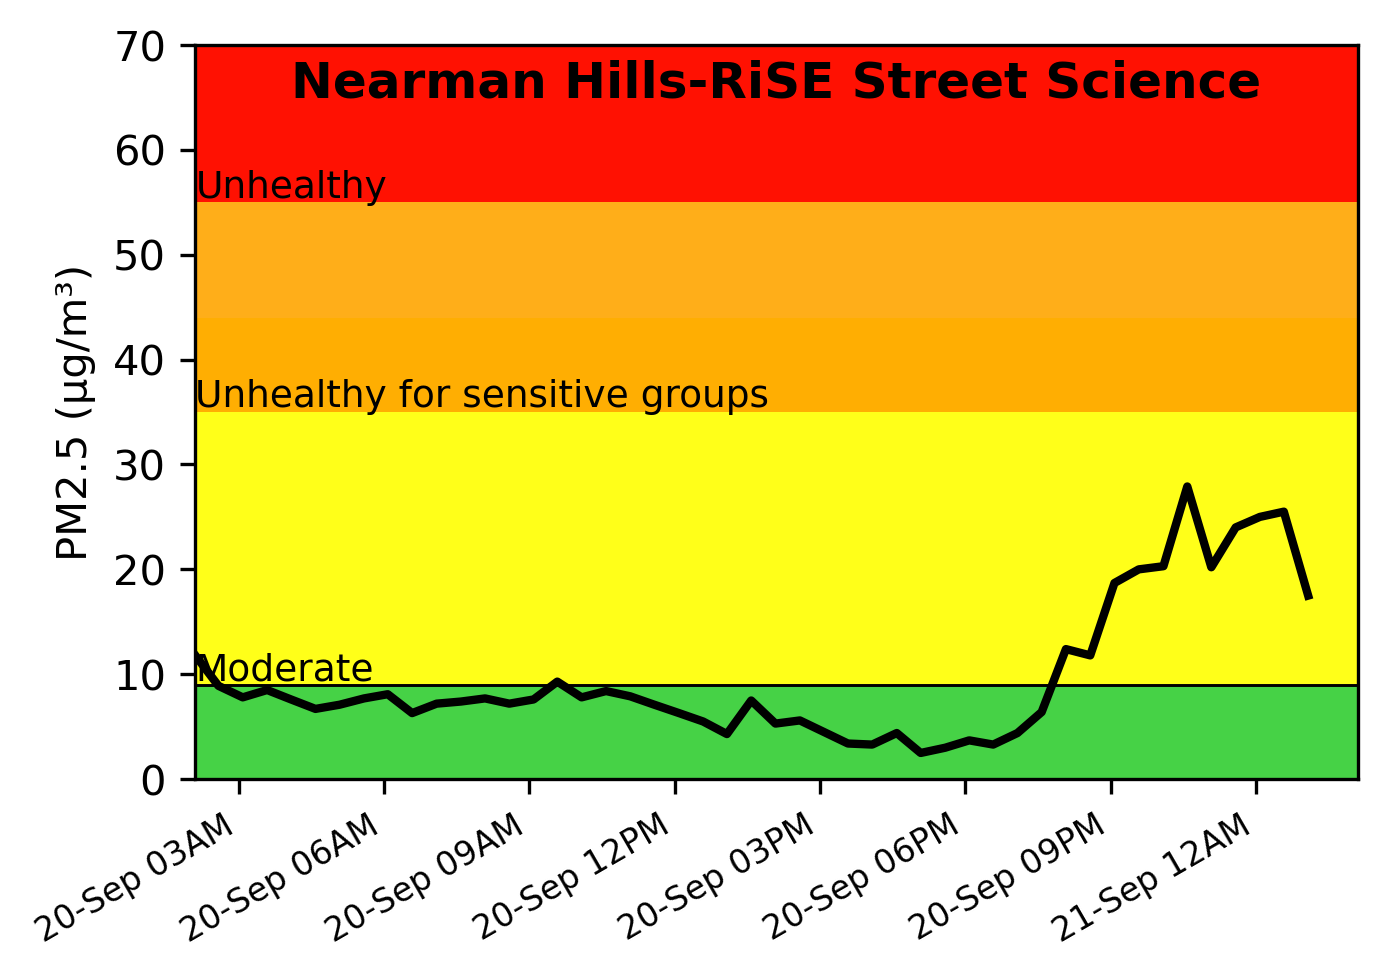 Nearman Hills-RiSE Street Science
PM2.5 (µg/m³)
70
60
50
40
30
20
10
0
Unhealthy
Unhealthy for sensitive groups
Moderate
20-Sep 03AM
20-Sep 06AM
20-Sep 09AM
20-Sep 12PM
20-Sep 03PM
20-Sep 06PM
20-Sep 09PM
21-Sep 12AM